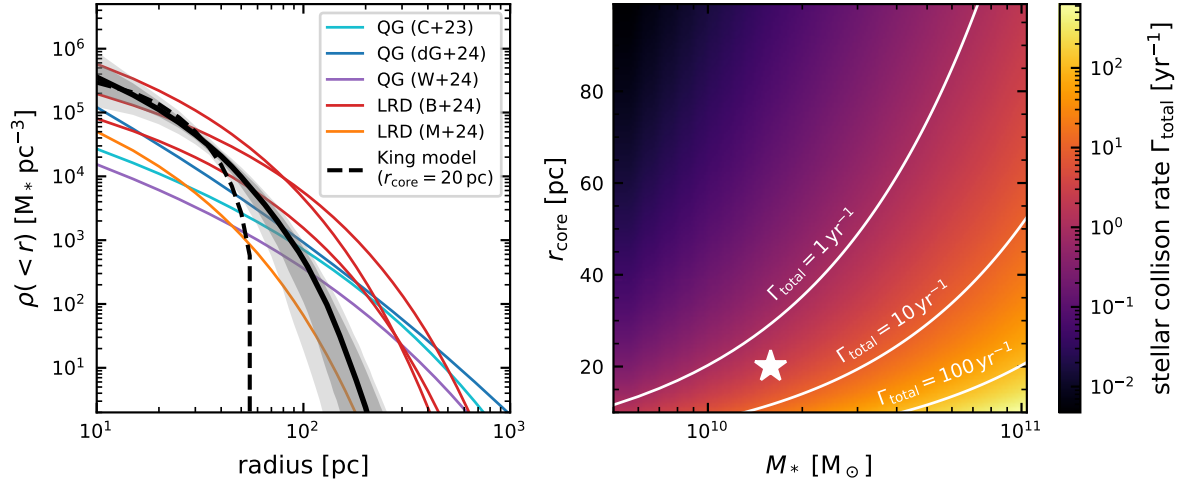 10⁶
10⁵
10⁴
10³
10²
10¹
ρ(< r) [M* pc⁻³]
10¹
10²
10³
radius [pc]
QG (C+23)
QG (dG+24)
QG (W+24)
LRD (B+24)
LRD (M+24)
King model
(r_core = 20 pc)
80
60
40
20
r_core [pc]
10¹⁰
10¹¹
M* [M⊙]
Γ_total = 1 yr⁻¹
Γ_total = 10 yr⁻¹
Γ_total = 100 yr⁻¹
10²
10¹
10⁰
10⁻¹
10⁻²
stellar collison rate Γ_total [yr⁻¹]